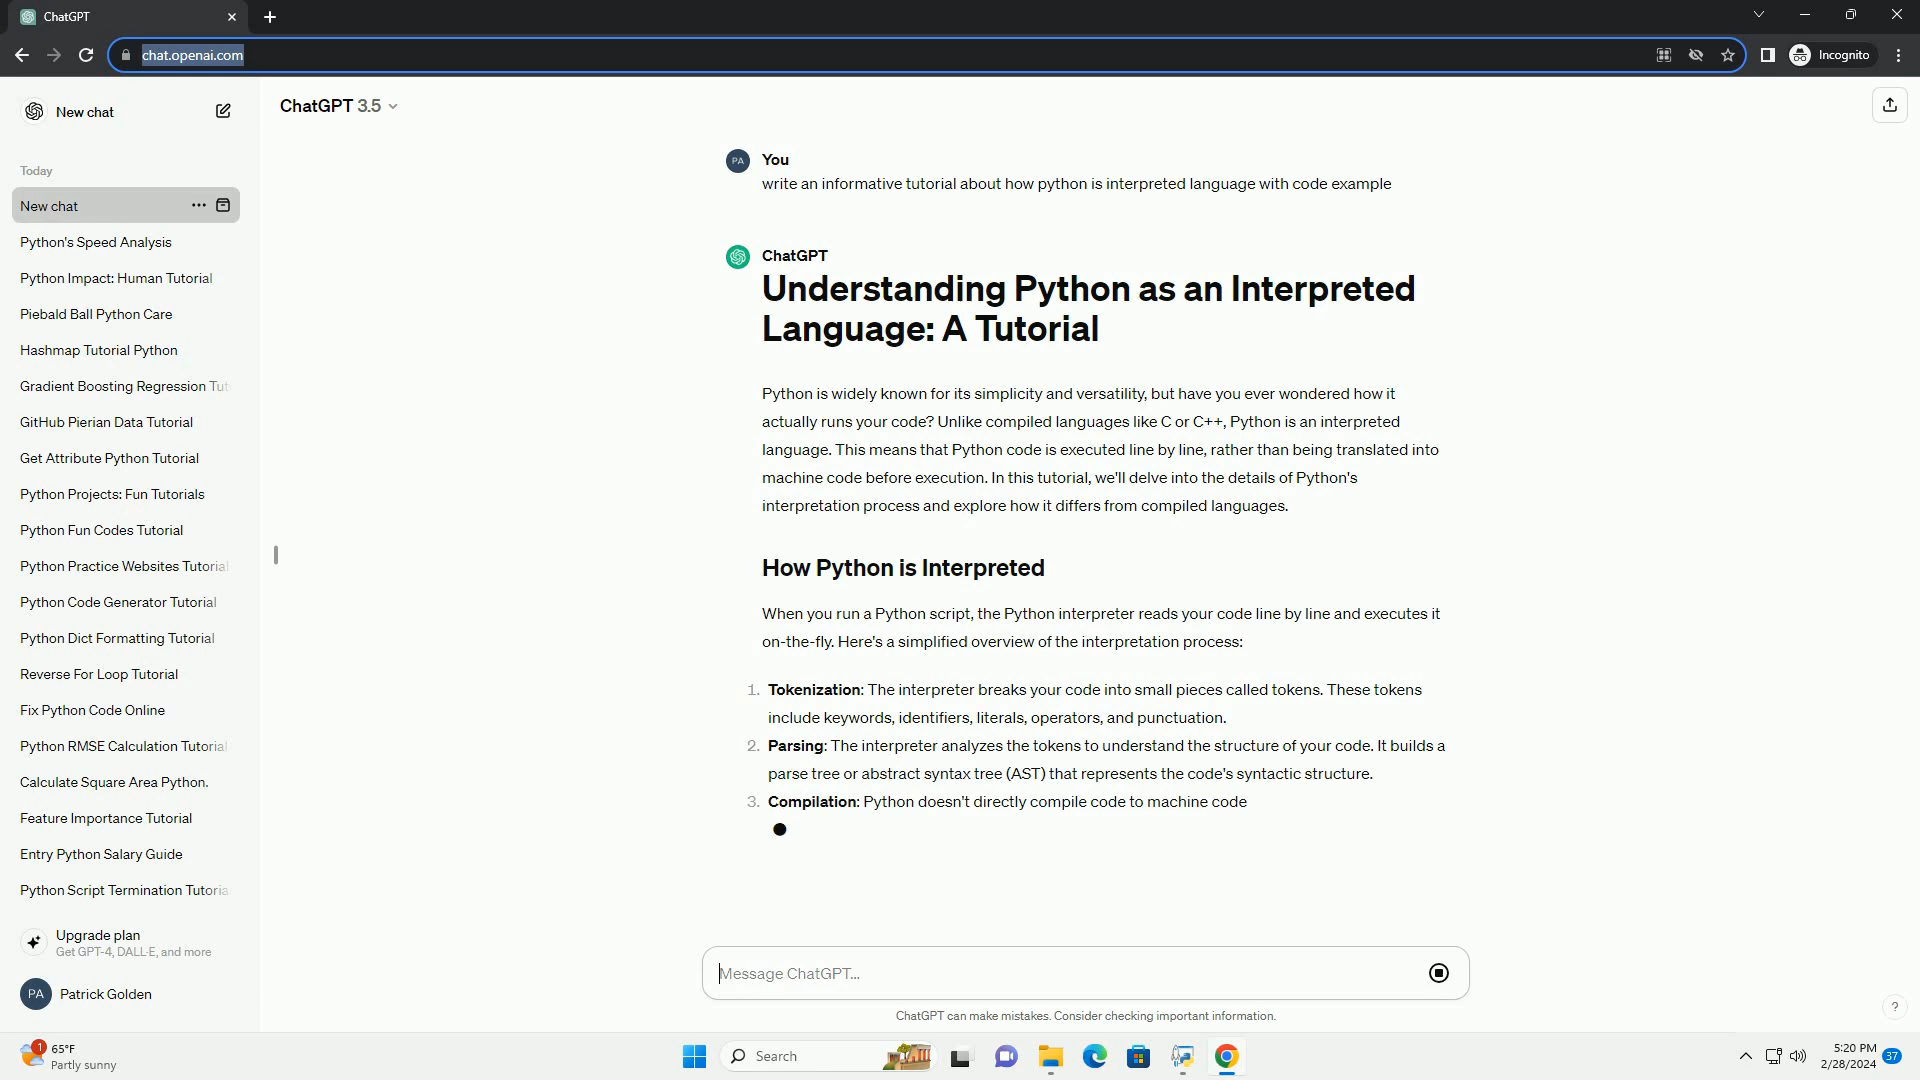 ChatGPT
chat.openai.com
Incognito
New chat
Today
New chat
Python's Speed Analysis
Python Impact: Human Tutorial
Piebald Ball Python Care
Hashmap Tutorial Python
Gradient Boosting Regression Tut
GitHub Pierian Data Tutorial
Get Attribute Python Tutorial
Python Projects: Fun Tutorials
Python Fun Codes Tutorial
Python Practice Websites Tutorial
Python Code Generator Tutorial
Python Dict Formatting Tutorial
Reverse For Loop Tutorial
Fix Python Code Online
Python RMSE Calculation Tutorial
Calculate Square Area Python.
Feature Importance Tutorial
Entry Python Salary Guide
Python Script Termination Tutoria
Upgrade plan
Get GPT-4, DALL·E, and more
PA Patrick Golden
ChatGPT 3.5
PA You
write an informative tutorial about how python is interpreted language with code example
ChatGPT
Understanding Python as an Interpreted
Language: A Tutorial
Python is widely known for its simplicity and versatility, but have you ever wondered how it
actually runs your code? Unlike compiled languages like C or C++, Python is an interpreted
language. This means that Python code is executed line by line, rather than being translated into
machine code before execution. In this tutorial, we'll delve into the details of Python's
interpretation process and explore how it differs from compiled languages.
How Python is Interpreted
When you run a Python script, the Python interpreter reads your code line by line and executes it
on-the-fly. Here's a simplified overview of the interpretation process:
1. Tokenization: The interpreter breaks your code into small pieces called tokens. These tokens
include keywords, identifiers, literals, operators, and punctuation.
2. Parsing: The interpreter analyzes the tokens to understand the structure of your code. It builds a
parse tree or abstract syntax tree (AST) that represents the code's syntactic structure.
3. Compilation: Python doesn't directly compile code to machine code
Message ChatGPT...
ChatGPT can make mistakes. Consider checking important information.
?
1
65°F
Partly sunny
Search
5:20 PM
2/28/2024
37